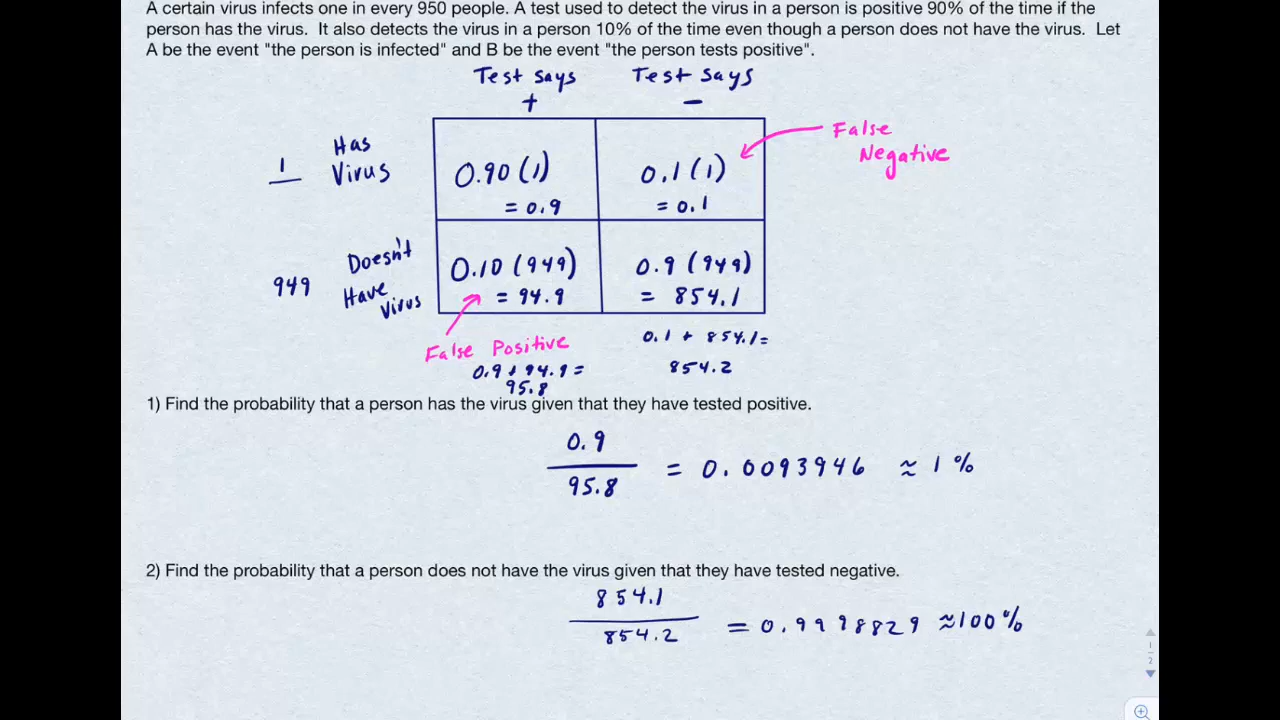 A certain virus infects one in every 950 people. A test used to detect the virus in a person is positive 90% of the time if the
person has the virus. It also detects the virus in a person 10% of the time even though a person does not have the virus. Let
A be the event "the person is infected" and B be the event "the person tests positive".
Test says Test says
+ −
False
Negative
1 Has
Virus
0.90 (1) 0.1 (1)
= 0.9 = 0.1
949 Doesn't
Have
Virus
0.10 (949) 0.9 (949)
= 94.9 = 854.1
False Positive
0.9 + 94.9 =
95.8
0.1 + 854.1 =
854.2
1) Find the probability that a person has the virus given that they have tested positive.
0.9
95.8
= 0.0093946 ≈ 1%
2) Find the probability that a person does not have the virus given that they have tested negative.
854.1
854.2
= 0.9998829 ≈ 100%
1
2